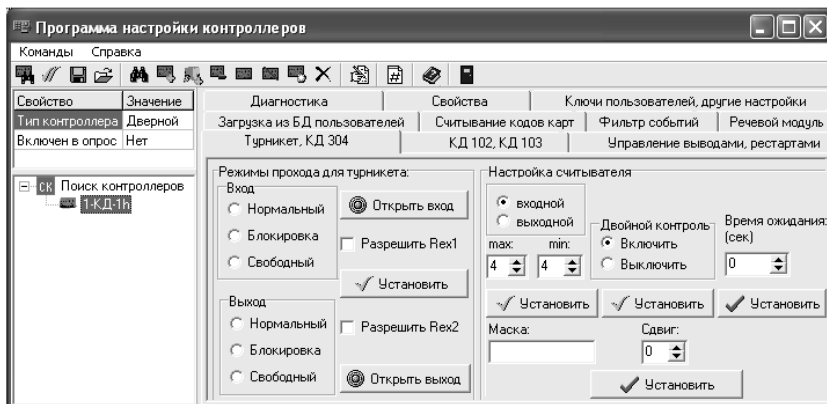 Программа настройки контроллеров
Команды Справка
Свойство Значение
Тип контроллера Дверной
Включен в опрос Нет
СК Поиск контроллеров
1-КД-1h
Диагностика Свойства Ключи пользователей, другие настройки
Загрузка из БД пользователей Считывание кодов карт Фильтр событий Речевой модуль
Турникет, КД 304 КД 102, КД 103 Управление выводами, рестартами
Режимы прохода для турникета:
Вход
Нормальный
Блокировка
Свободный
Открыть вход
Разрешить Rex1
Установить
Выход
Нормальный
Блокировка
Свободный
Разрешить Rex2
Открыть выход
Настройка считывателя
входной
выходной
max: min:
4 4
Двойной контроль
Включить
Выключить
Время ожидания:
(сек)
0
Установить Установить Установить
Маска: Сдвиг:
0
Установить